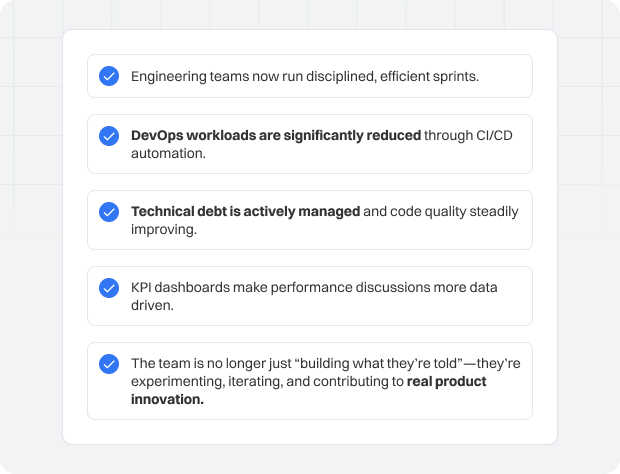 Engineering teams now run disciplined, efficient sprints.
DevOps workloads are significantly reduced through CI/CD
automation.
Technical debt is actively managed and code quality steadily
improving.
KPI dashboards make performance discussions more data
driven.
The team is no longer just “building what they’re told”—they’re
experimenting, iterating, and contributing to real product
innovation.